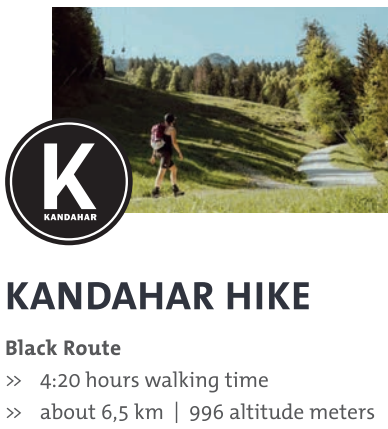 K
KANDAHAR
KANDAHAR HIKE
Black Route
» 4:20 hours walking time
» about 6,5 km | 996 altitude meters